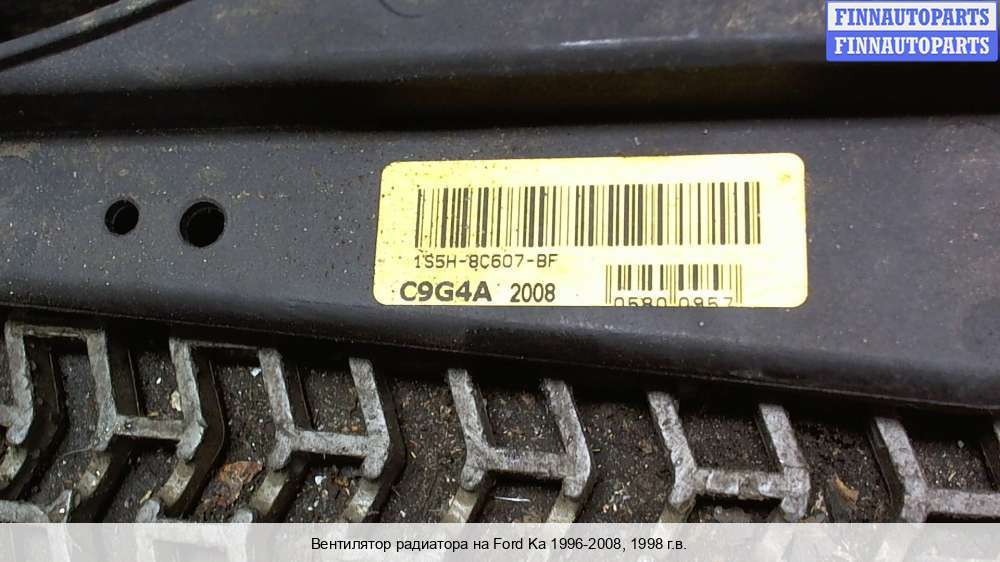 FINNAUTOPARTS
FINNAUTOPARTS
1S5H-8C607-BF
C9G4A 2008
0580 0957
Вентилятор радиатора на Ford Ka 1996-2008, 1998 г.в.